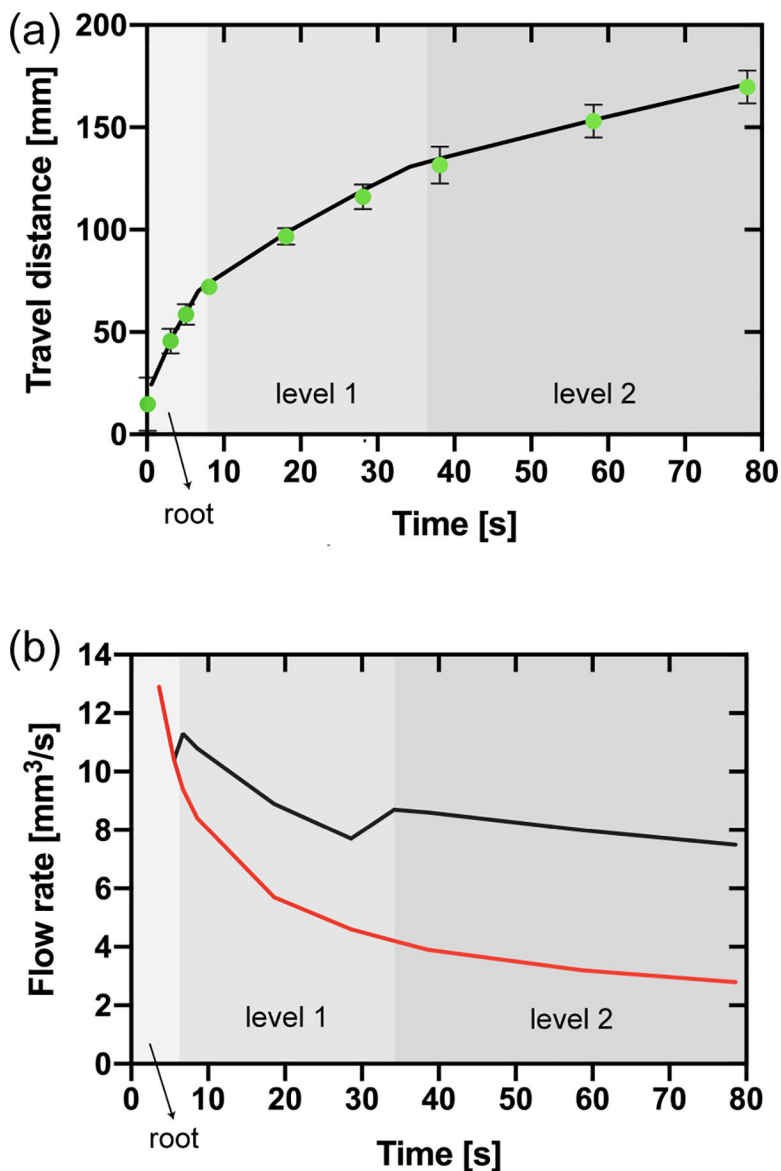 (a)
200
150
100
50
0
Travel distance [mm]
level 1
level 2
0 10 20 30 40 50 60 70 80
root
Time [s]
(b)
14
12
10
8
6
4
2
0
Flow rate [mm³/s]
level 1
level 2
0 10 20 30 40 50 60 70 80
root
Time [s]